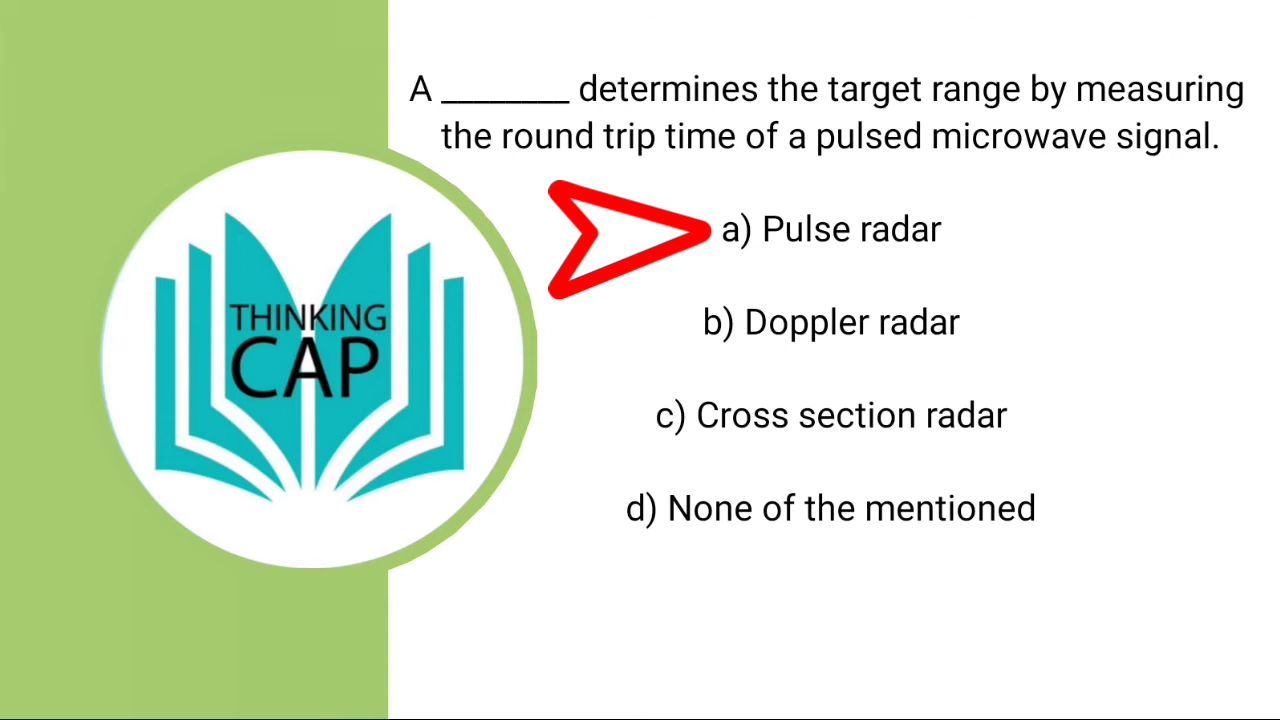 A ________ determines the target range by measuring
the round trip time of a pulsed microwave signal.
a) Pulse radar
b) Doppler radar
c) Cross section radar
d) None of the mentioned
THINKING
CAP